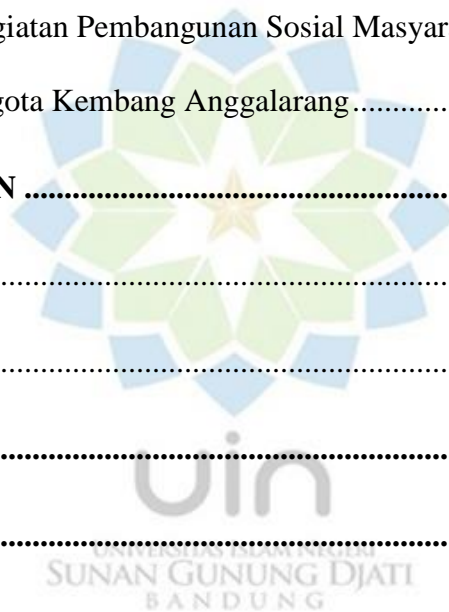 giatan Pembangunan Sosial Masyar
gota Kembang Anggalarang.............
N ..................................................
..................................................
..................................................
..................................................
..................................................
uin
UNIVERSITAS ISLAM NEGERI
SUNAN GUNUNG DJATI
BANDUNG